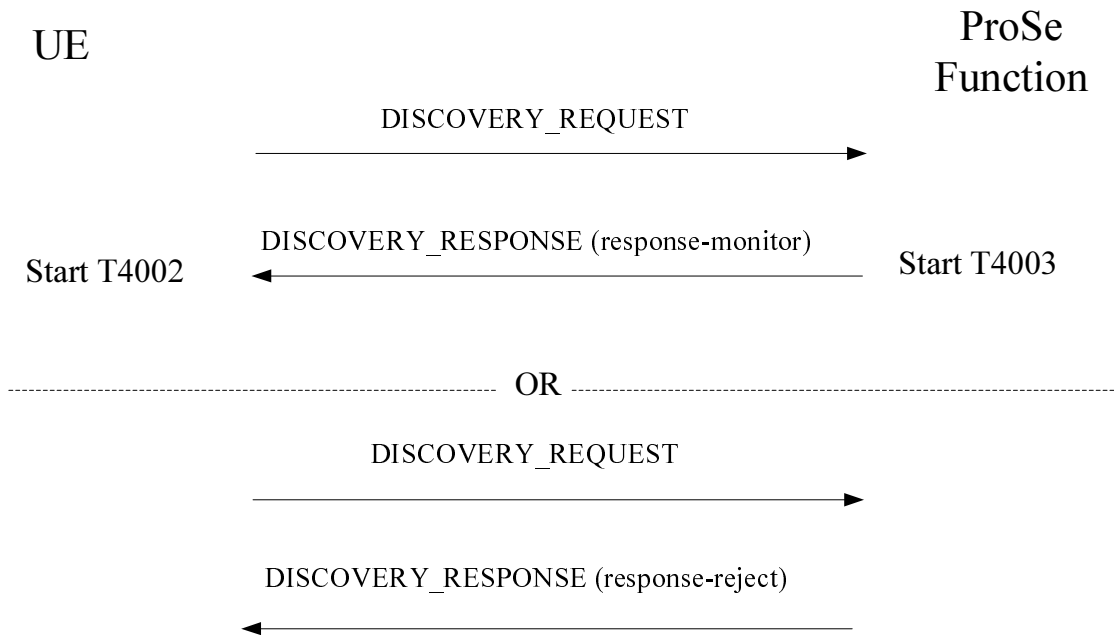 UE
ProSe
Function
DISCOVERY_REQUEST
DISCOVERY_RESPONSE (response-monitor)
Start T4002
Start T4003
OR
DISCOVERY_REQUEST
DISCOVERY_RESPONSE (response-reject)